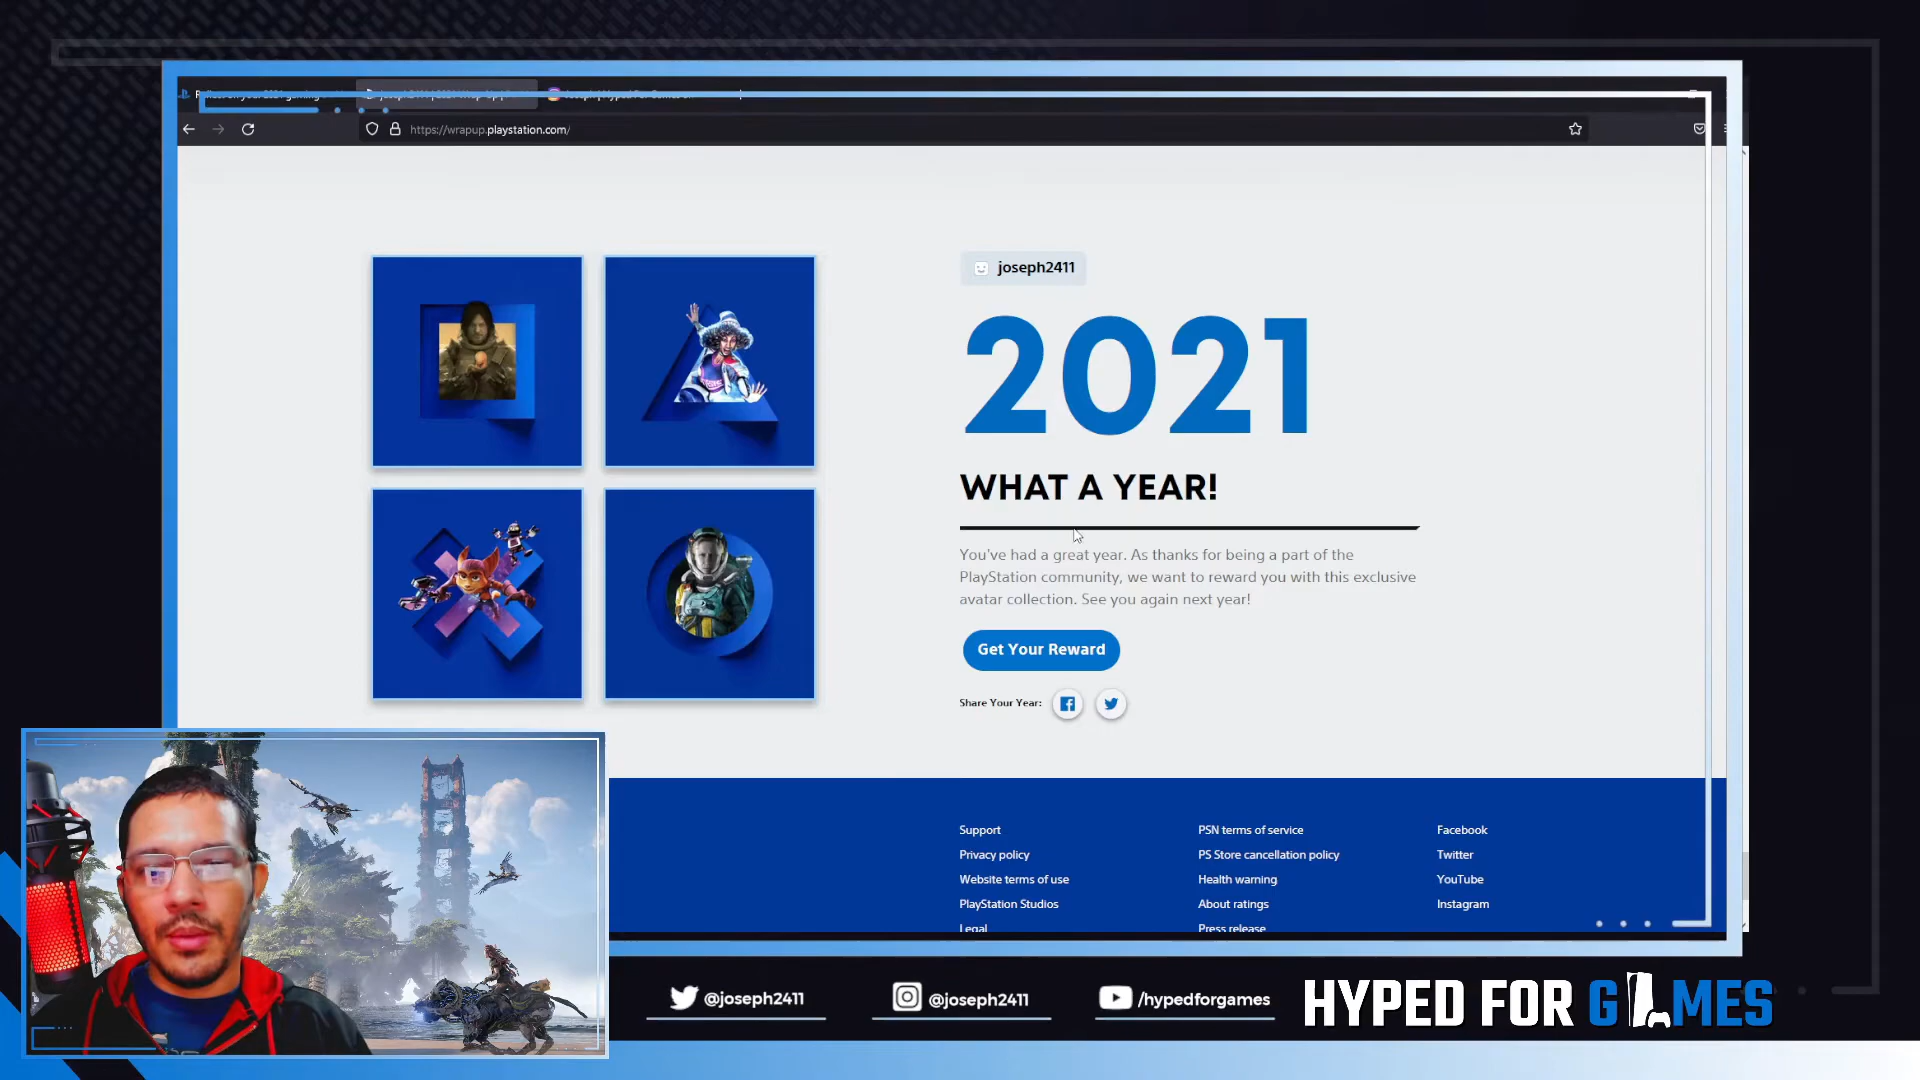 https://wrapup.playstation.com/
joseph2411
2021
WHAT A YEAR!
You've had a great year. As thanks for being a part of the
PlayStation community, we want to reward you with this exclusive
avatar collection. See you again next year!
Get Your Reward
Share Your Year:
Support
Privacy policy
Website terms of use
PlayStation Studios
Legal
PSN terms of service
PS Store cancellation policy
Health warning
About ratings
Press release
Facebook
Twitter
YouTube
Instagram
@joseph2411
@joseph2411
/hypedforgames
HYPED FOR GAMES